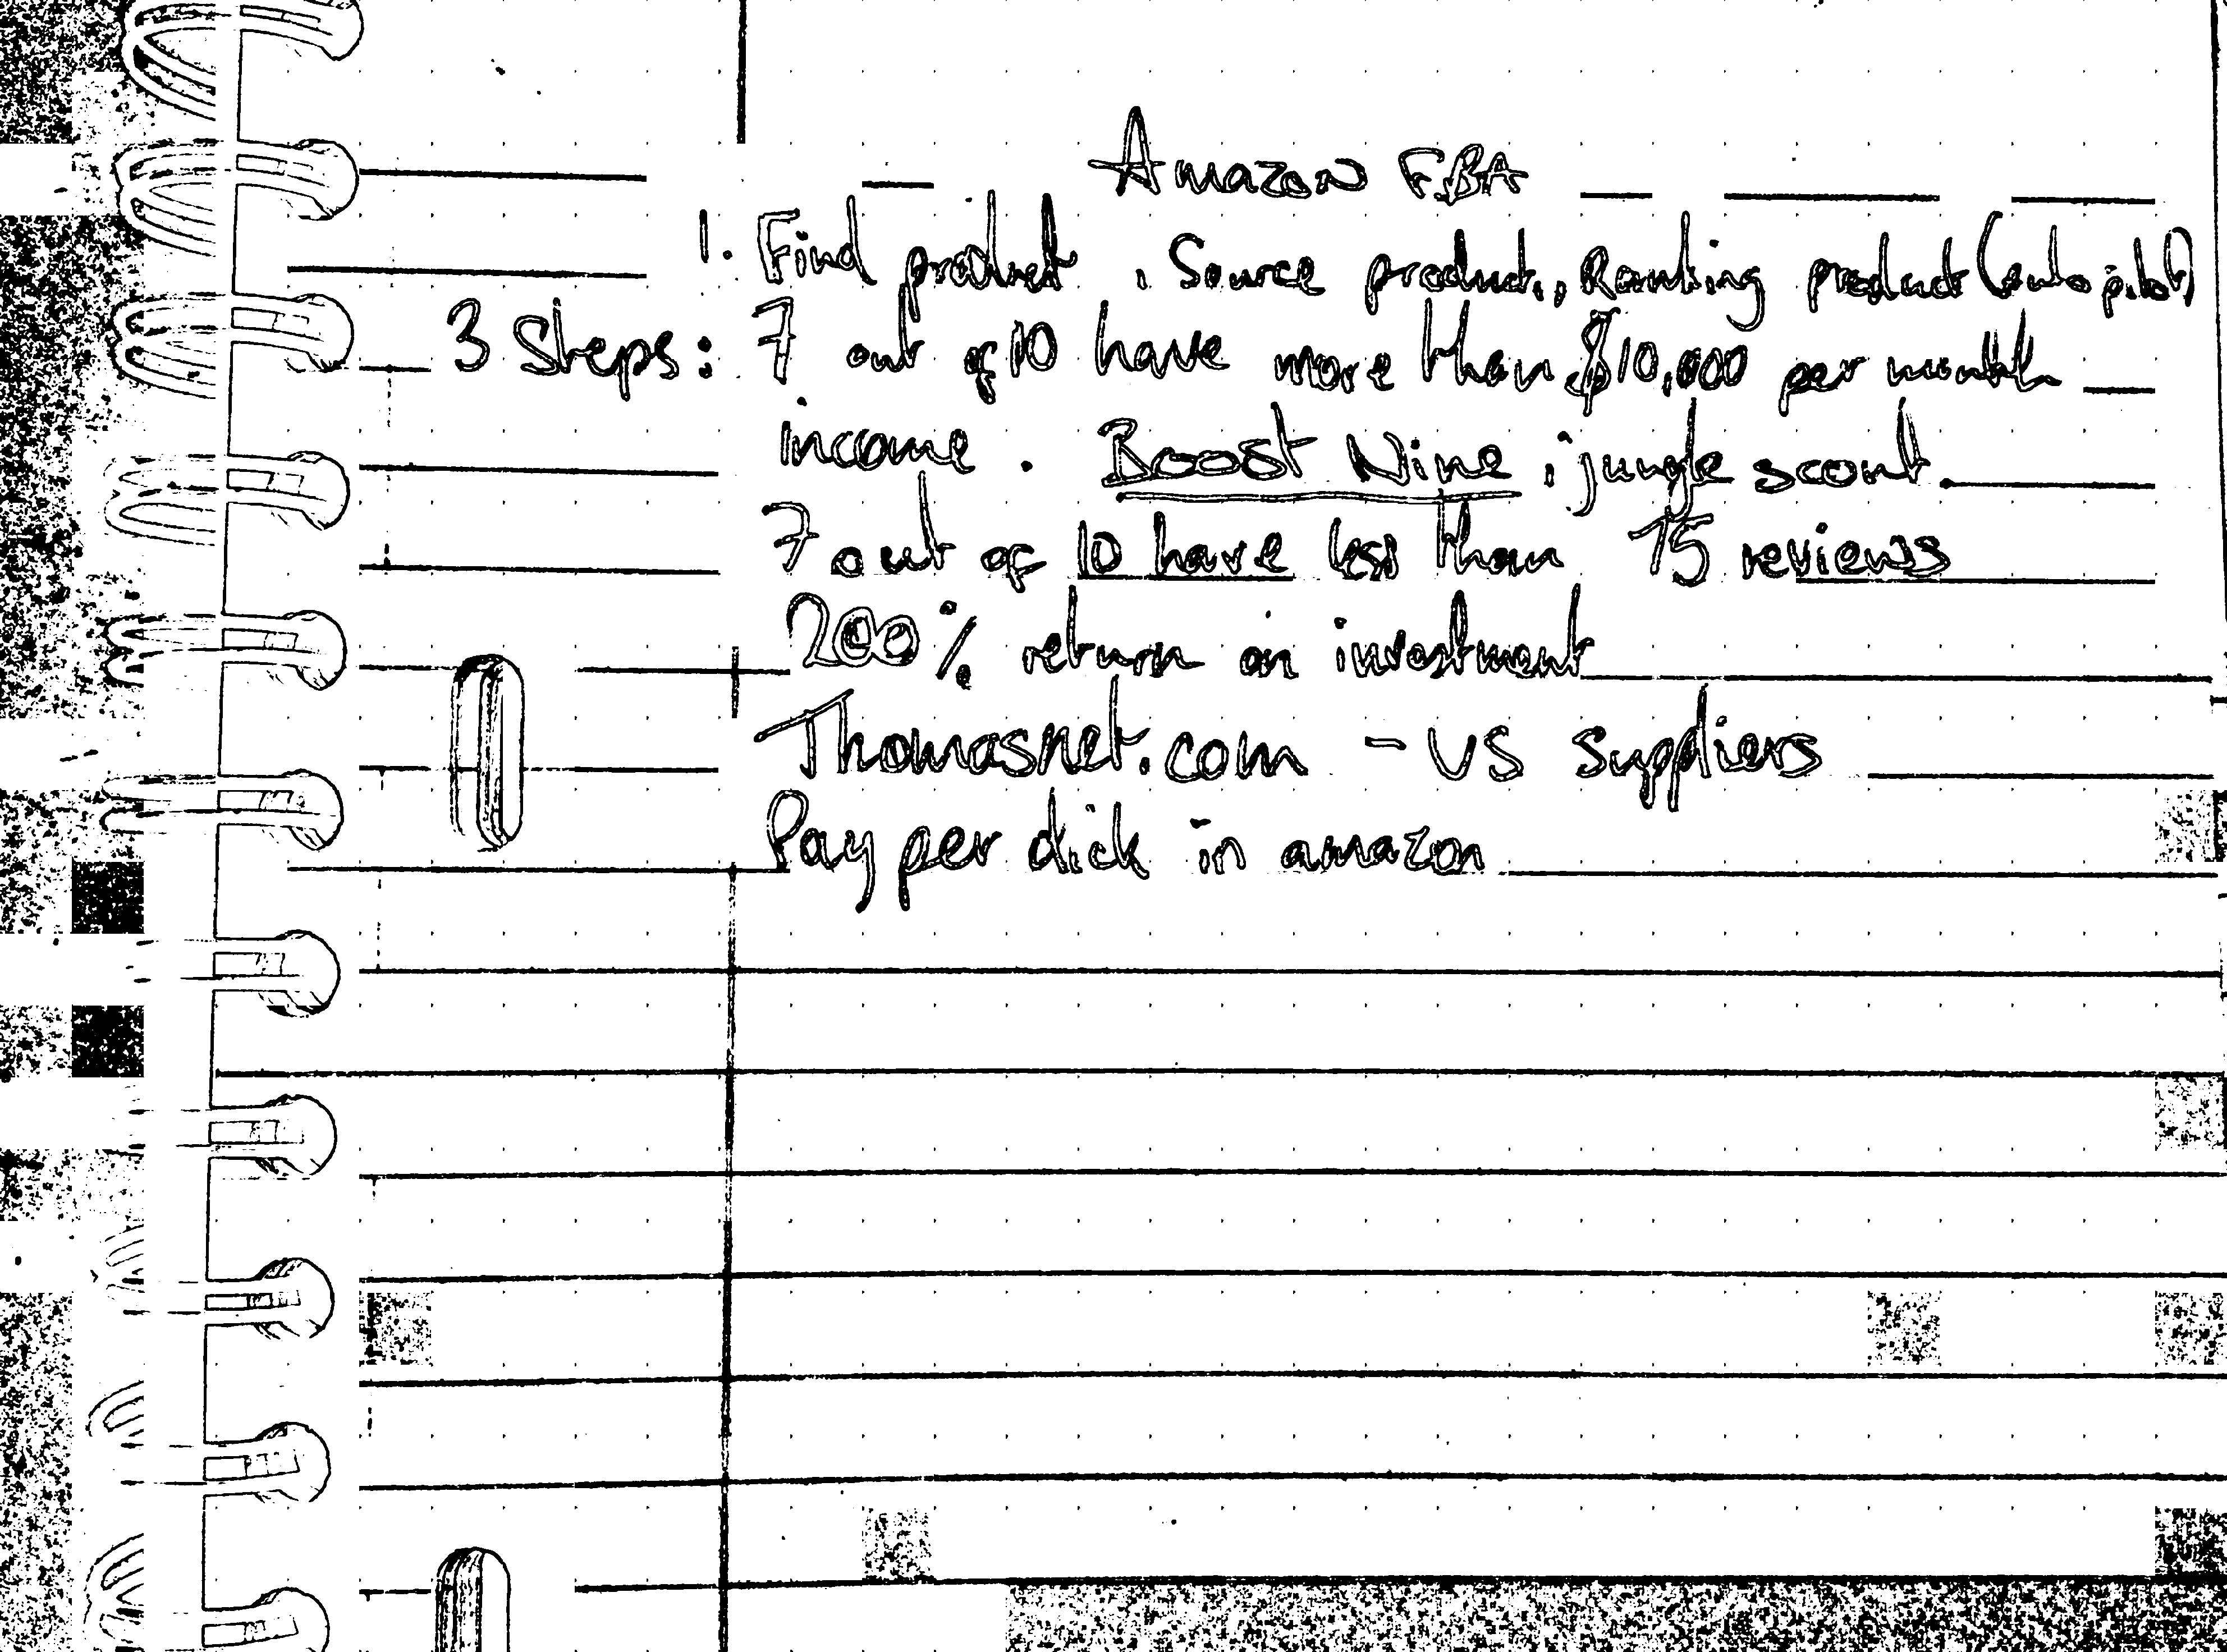 Amazon FBA
1. Find product, Source product, Ranking product (auto pilot)
3 Steps: 7 out of 10 have more than $10,000 per month
income. Boost Nine; jungle scout.
7 out of 10 have less than 75 reviews
200% return on investment
Thomasnet.com - US suppliers
Pay per click in amazon